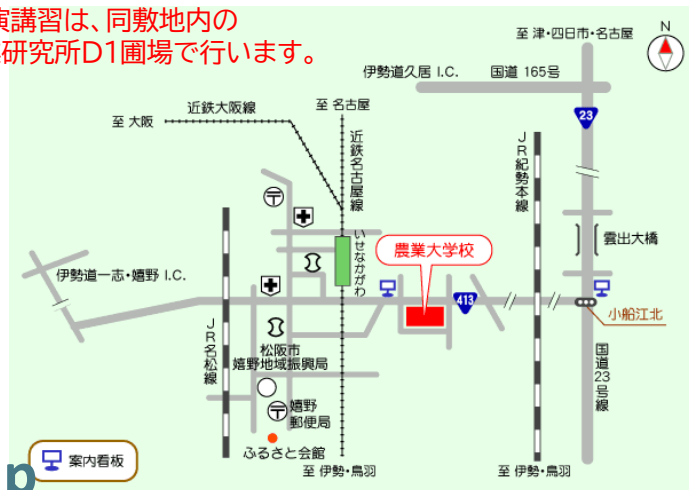 演講習は、同敷地内の
研究所D1圃場で行います。
至 津・四日市・名古屋
N
伊勢道久居 I.C.
国道 165号
至 名古屋
近鉄大阪線
至 大阪
23
近鉄名古屋線
JR紀勢本線
いせなかがわ
農業大学校
雲出大橋
伊勢道一志・嬉野 I.C.
413
小船江北
JR名松線
松阪市
嬉野地域振興局
国道23号線
嬉野
郵便局
ふるさと会館
案内看板
至 伊勢・鳥羽
至 伊勢・鳥羽
p